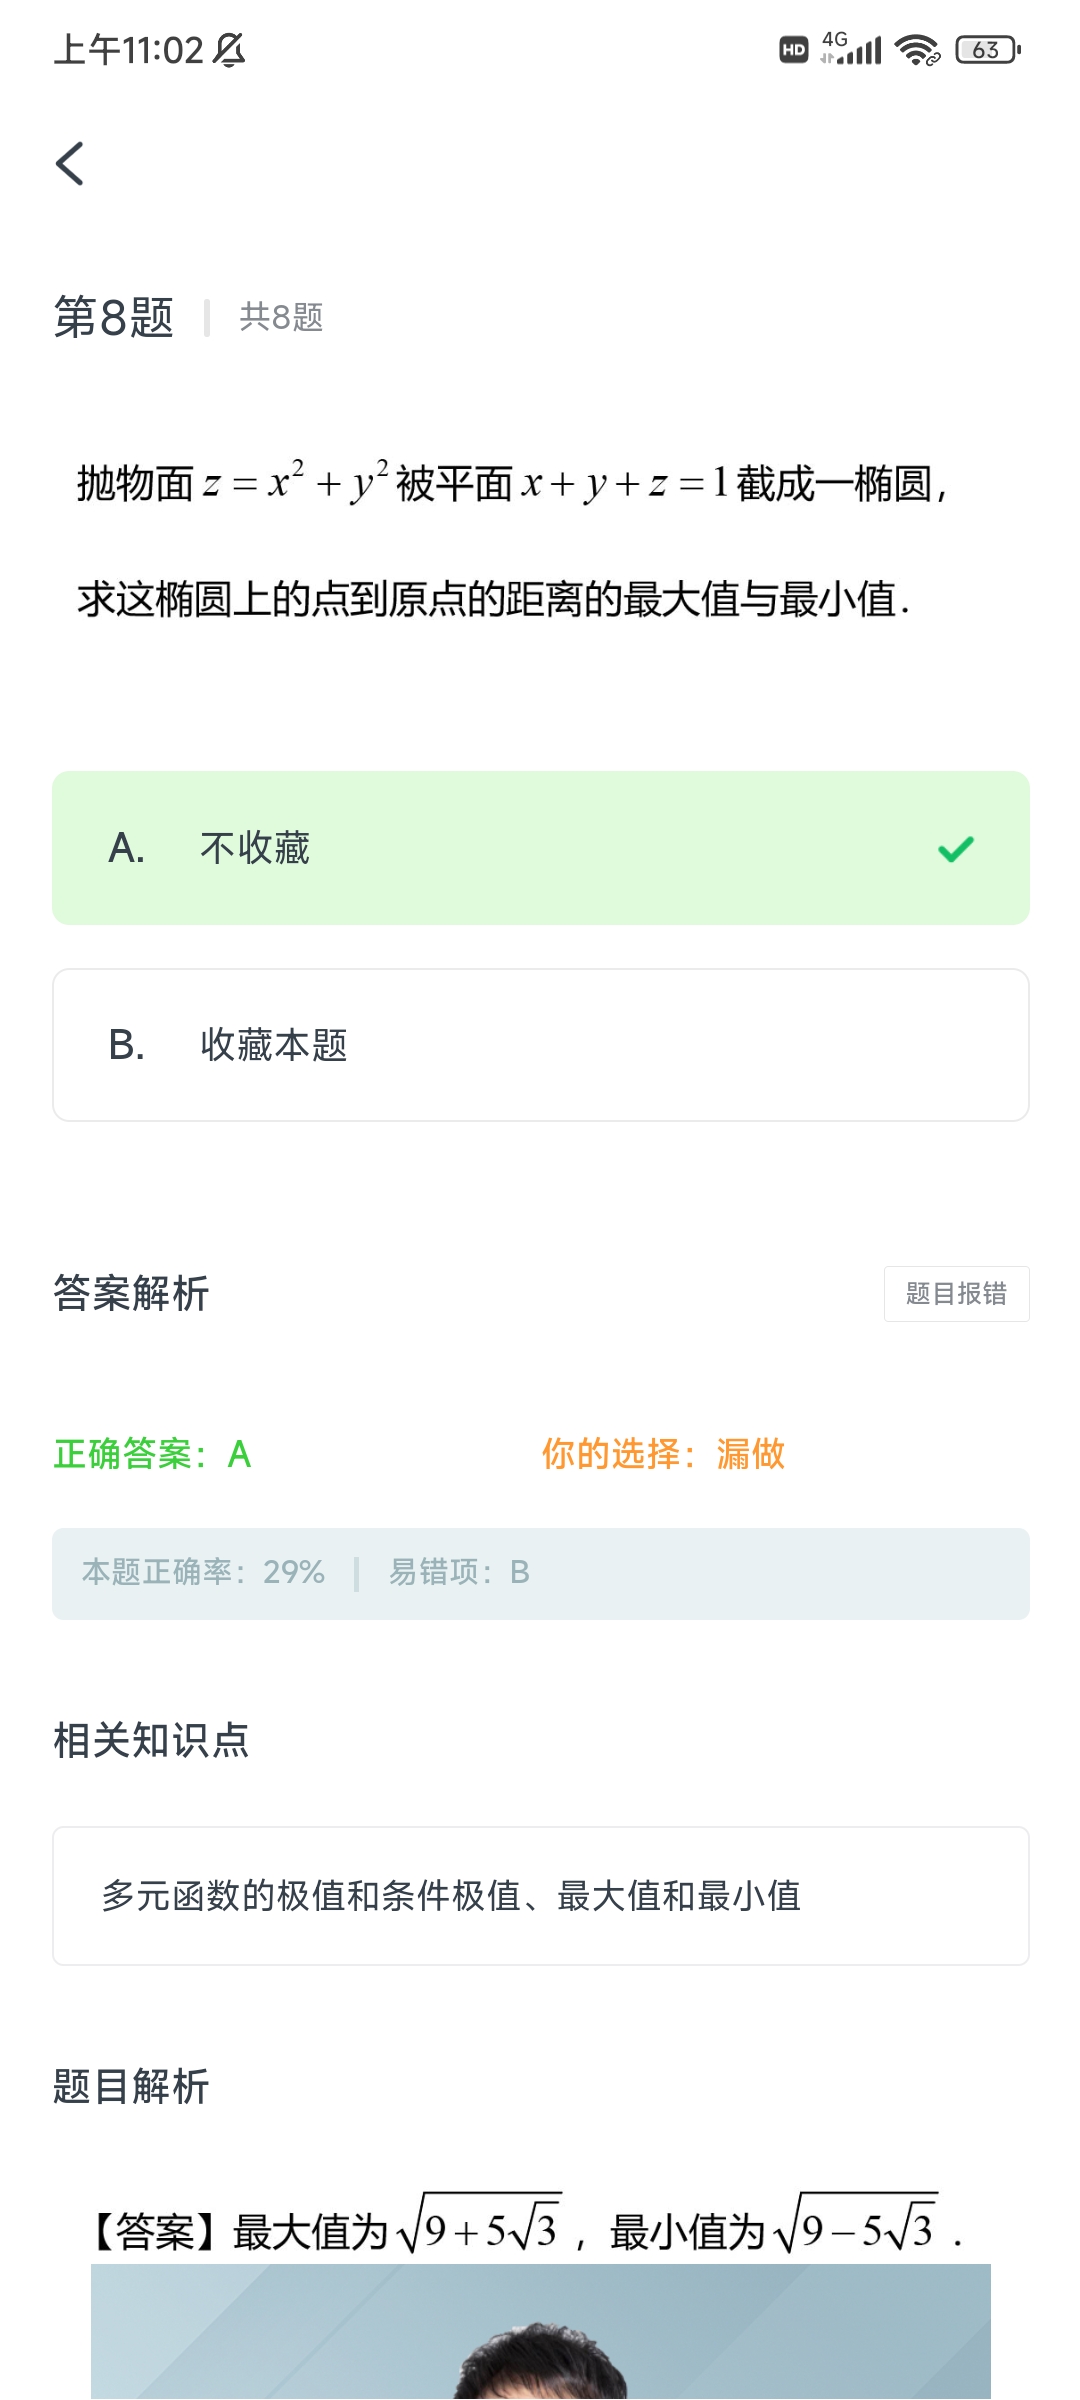 上午11:02 HD 4G 63
第8题 共8题
抛物面 z = x² + y² 被平面 x + y + z = 1 截成一椭圆,
求这椭圆上的点到原点的距离的最大值与最小值.
A. 不收藏
B. 收藏本题
答案解析 题目报错
正确答案：A 你的选择：漏做
本题正确率：29% 易错项：B
相关知识点
多元函数的极值和条件极值、最大值和最小值
题目解析
【答案】最大值为√(9+5√3)，最小值为√(9−5√3).